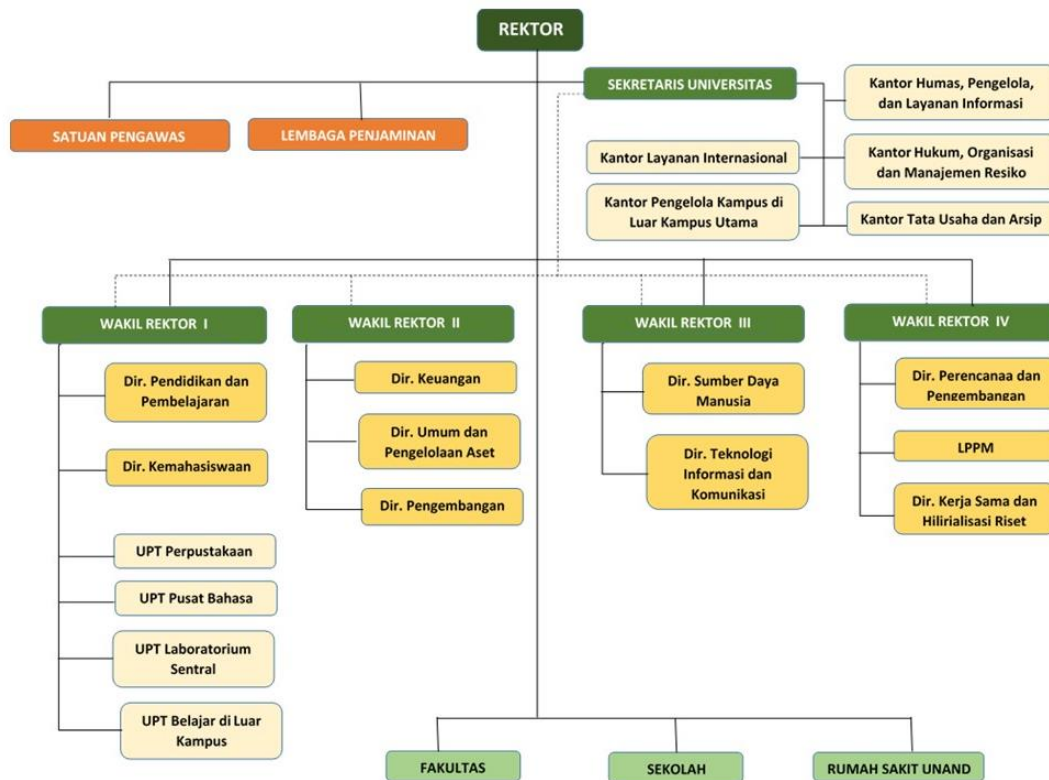 REKTOR
SEKRETARIS UNIVERSITAS
Kantor Humas, Pengelola,
dan Layanan Informasi
SATUAN PENGAWAS
LEMBAGA PENJAMINAN
Kantor Layanan Internasional
Kantor Hukum, Organisasi
dan Manajemen Resiko
Kantor Pengelola Kampus di
Luar Kampus Utama
Kantor Tata Usaha dan Arsip
WAKIL REKTOR I
WAKIL REKTOR II
WAKIL REKTOR III
WAKIL REKTOR IV
Dir. Pendidikan dan
Pembelajaran
Dir. Kemahasiswaan
UPT Perpustakaan
UPT Pusat Bahasa
UPT Laboratorium
Sentral
UPT Belajar di Luar
Kampus
Dir. Keuangan
Dir. Umum dan
Pengelolaan Aset
Dir. Pengembangan
Dir. Sumber Daya
Manusia
Dir. Teknologi
Informasi dan
Komunikasi
Dir. Perencanaa dan
Pengembangan
LPPM
Dir. Kerja Sama dan
Hilirialisasi Riset
FAKULTAS
SEKOLAH
RUMAH SAKIT UNAND